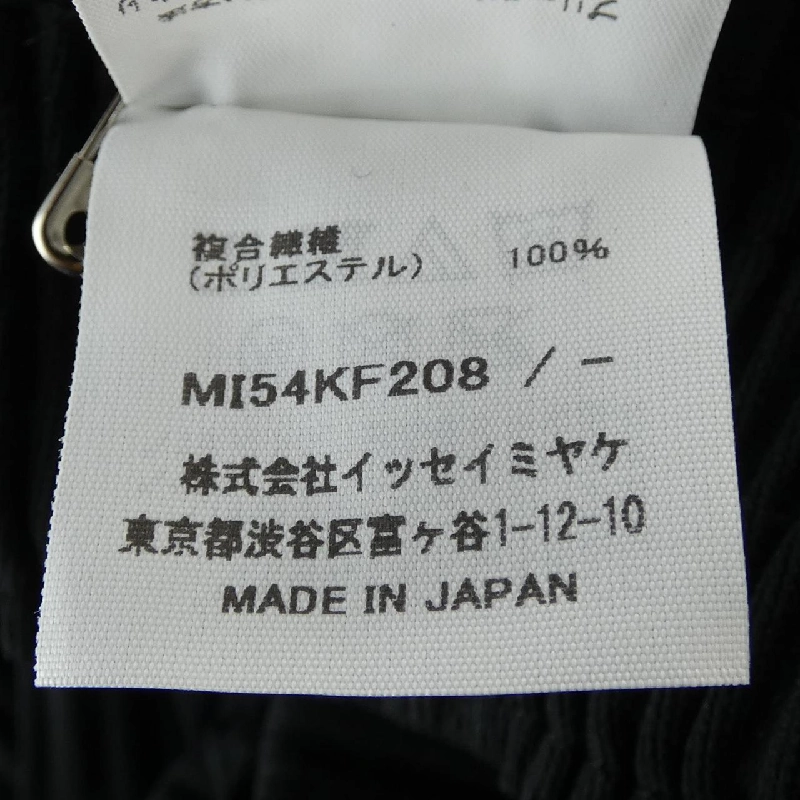 複合繊維
(ポリエステル) 100%
MI54KF208 / -
株式会社イッセイミヤケ
東京都渋谷区富ヶ谷1-12-10
MADE IN JAPAN